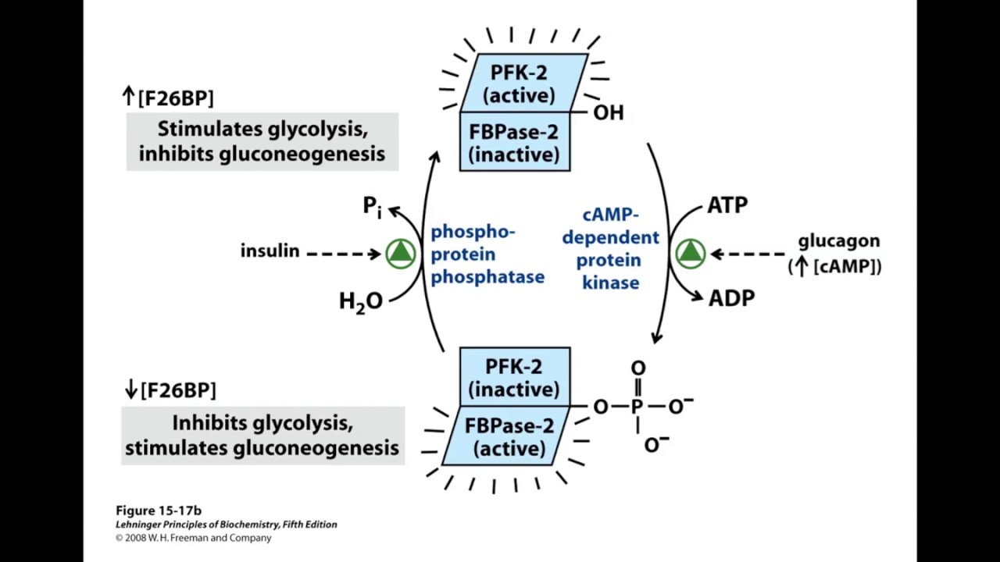 PFK-2
(active)
OH
FBPase-2
(inactive)
↑[F26BP]
Stimulates glycolysis,
inhibits gluconeogenesis
Pi
insulin
H₂O
phospho-
protein
phosphatase
cAMP-
dependent
protein
kinase
ATP
glucagon
(↑ [cAMP])
ADP
↓[F26BP]
Inhibits glycolysis,
stimulates gluconeogenesis
PFK-2
(inactive)
FBPase-2
(active)
O
O—P—O⁻
O⁻
Figure 15-17b
Lehninger Principles of Biochemistry, Fifth Edition
© 2008 W. H. Freeman and Company